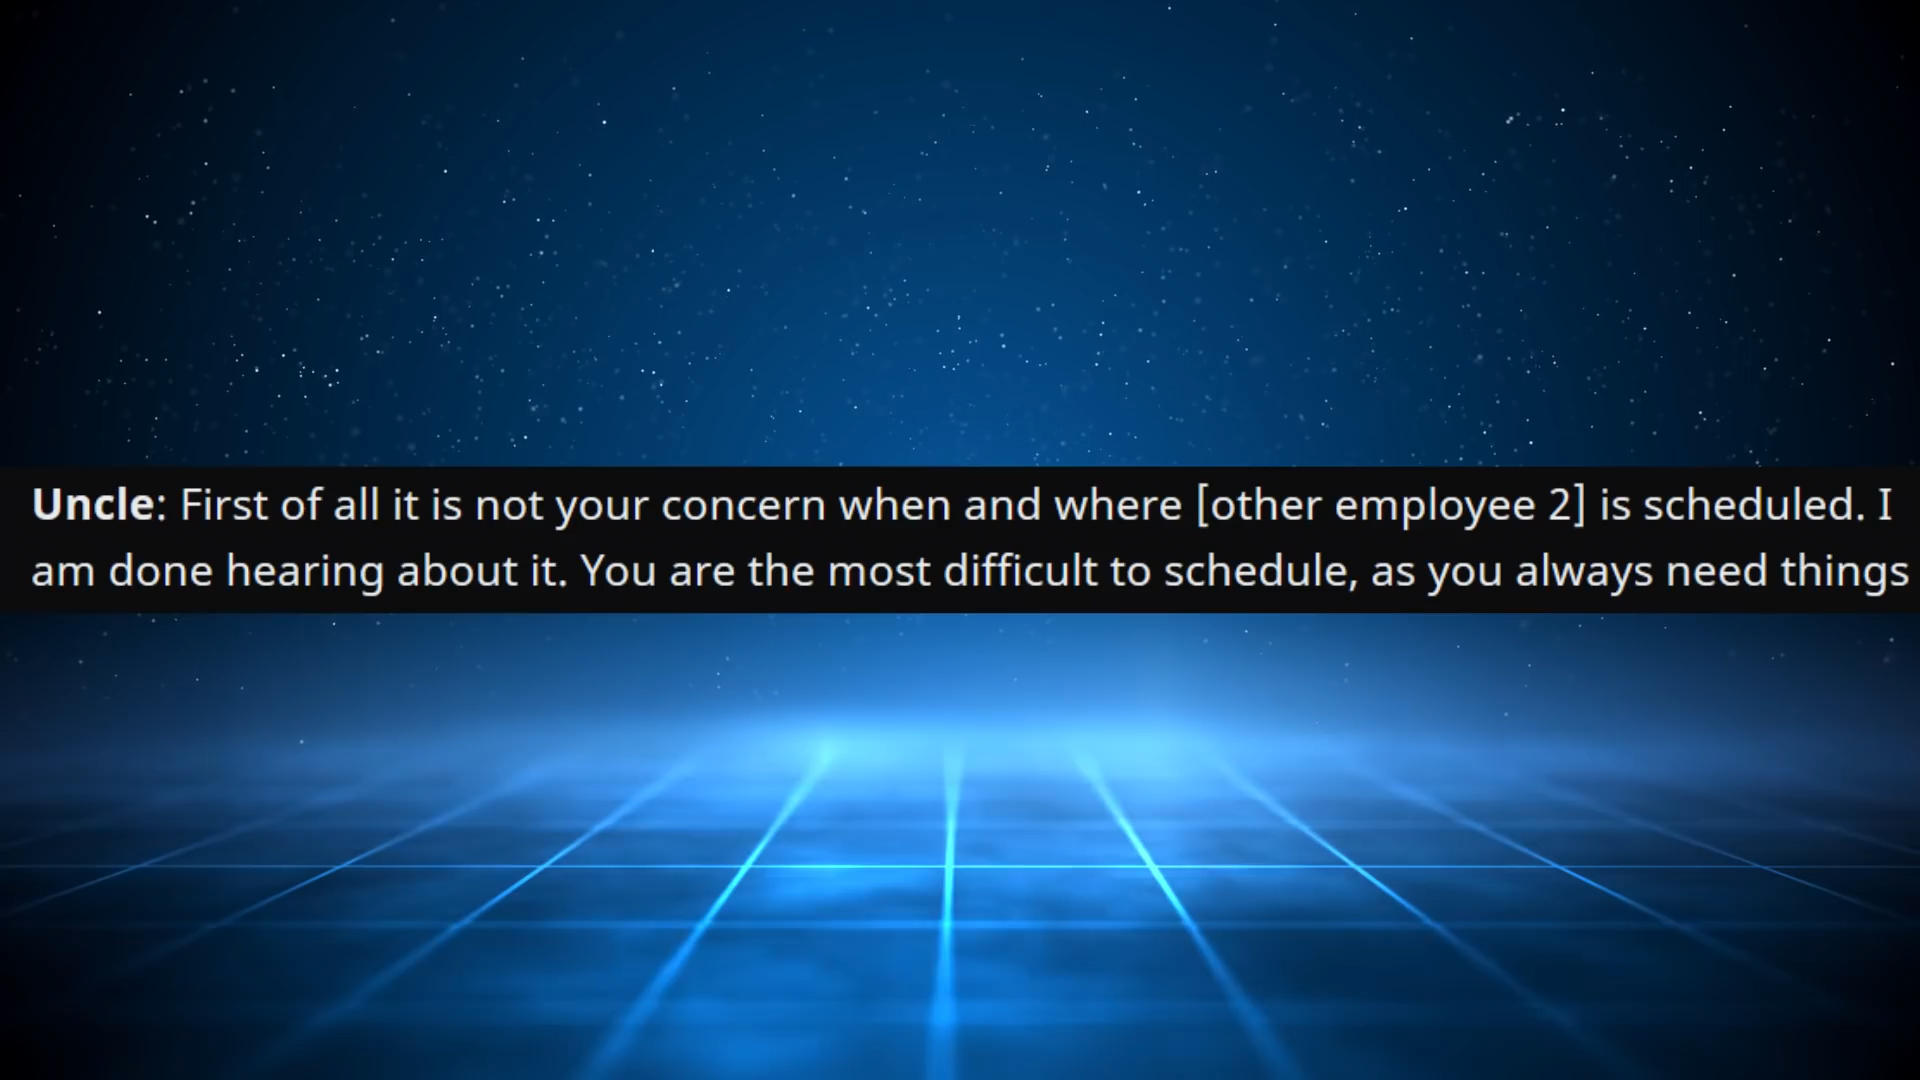 Uncle: First of all it is not your concern when and where [other employee 2] is scheduled. I
am done hearing about it. You are the most difficult to schedule, as you always need things